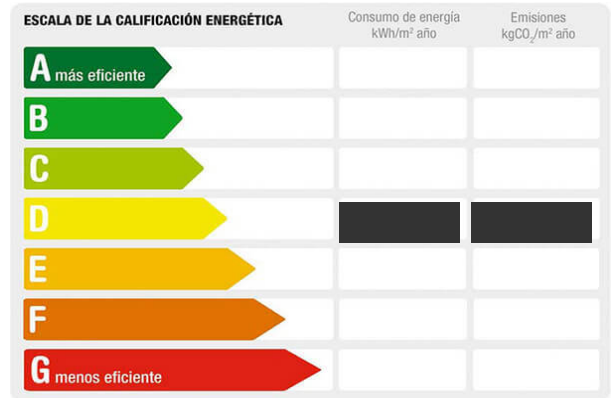 ESCALA DE LA CALIFICACIÓN ENERGÉTICA
Consumo de energía
kWh/m² año
Emisiones
kgCO₂/m² año
A más eficiente
B
C
D
E
F
G menos eficiente